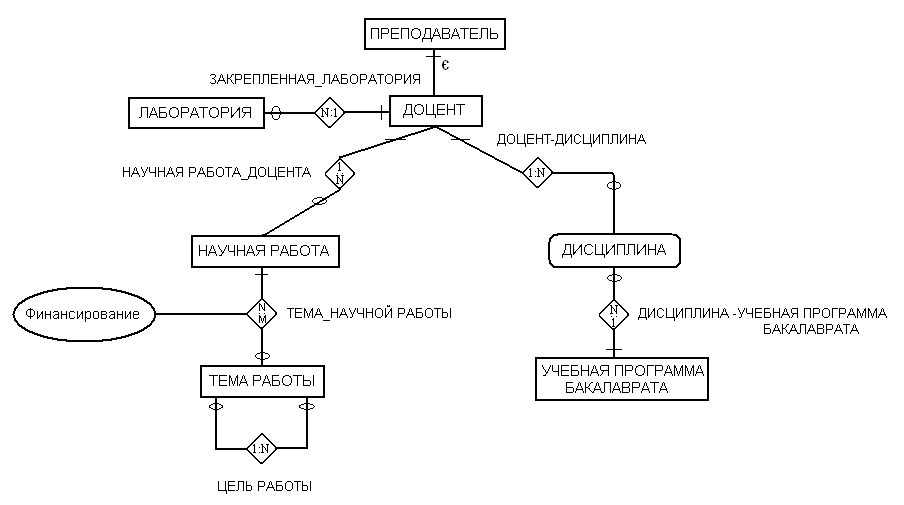 ПРЕПОДАВАТЕЛЬ
€
ЗАКРЕПЛЕННАЯ_ЛАБОРАТОРИЯ
ЛАБОРАТОРИЯ
N:1
ДОЦЕНТ
ДОЦЕНТ-ДИСЦИПЛИНА
НАУЧНАЯ РАБОТА_ДОЦЕНТА
1
N
1:N
НАУЧНАЯ РАБОТА
ДИСЦИПЛИНА
Финансирование
N
M
ТЕМА_НАУЧНОЙ РАБОТЫ
N
1
ДИСЦИПЛИНА -УЧЕБНАЯ ПРОГРАММА
БАКАЛАВРАТА
ТЕМА РАБОТЫ
УЧЕБНАЯ ПРОГРАММА
БАКАЛАВРАТА
1:N
ЦЕЛЬ РАБОТЫ